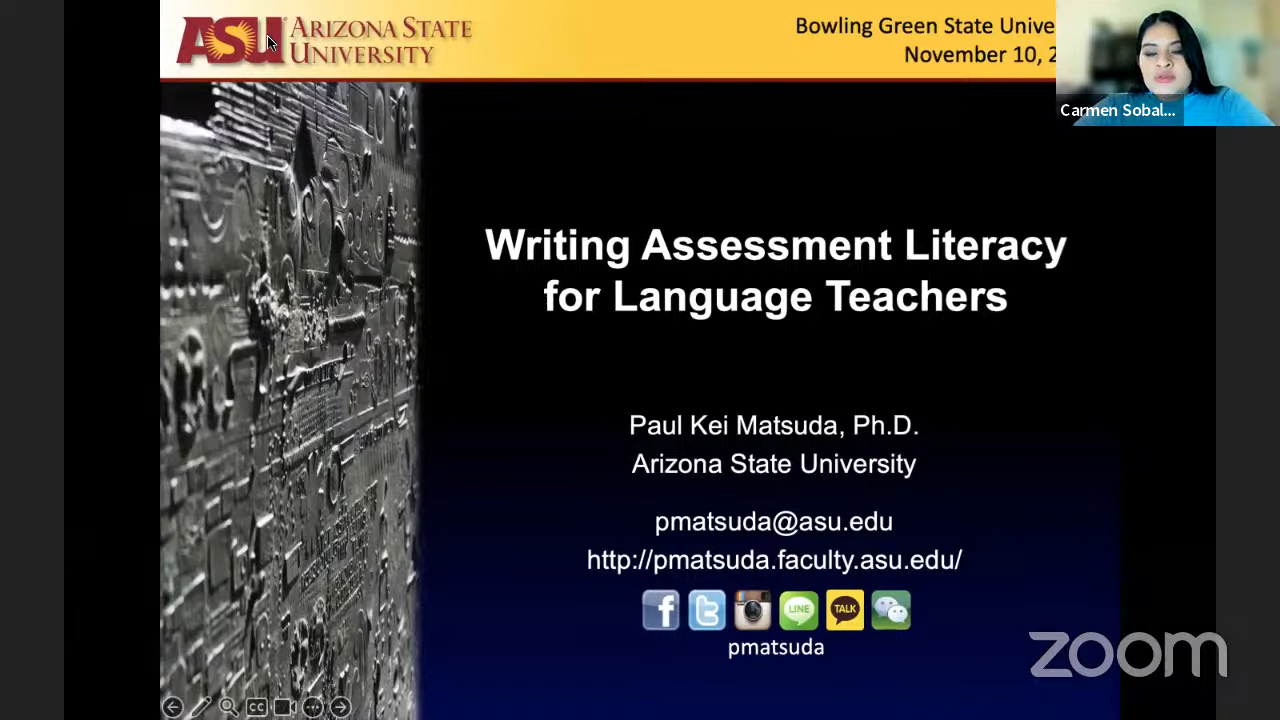 ASU ARIZONA STATE
UNIVERSITY
Bowling Green State Unive
November 10, 2
Carmen Sobal...
Writing Assessment Literacy
for Language Teachers
Paul Kei Matsuda, Ph.D.
Arizona State University
pmatsuda@asu.edu
http://pmatsuda.faculty.asu.edu/
f t LINE TALK
pmatsuda
zoom
CC